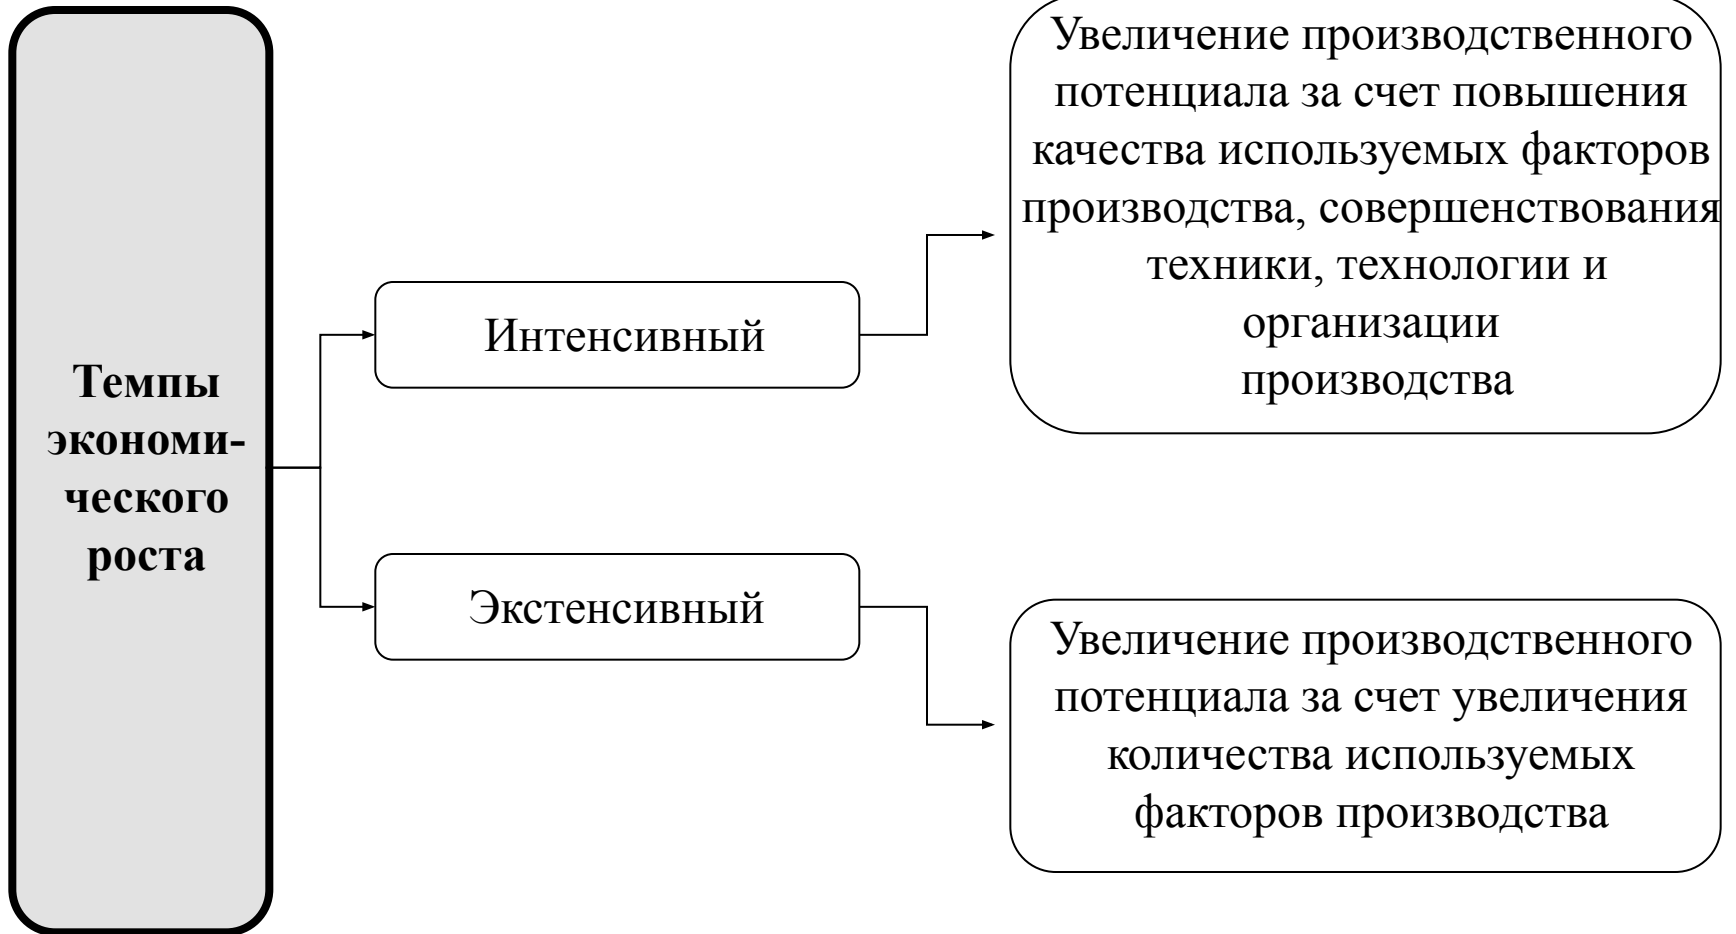 Темпы
экономи-
ческого
роста
Интенсивный
Увеличение производственного
потенциала за счет повышения
качества используемых факторов
производства, совершенствования
техники, технологии и
организации
производства
Экстенсивный
Увеличение производственного
потенциала за счет увеличения
количества используемых
факторов производства